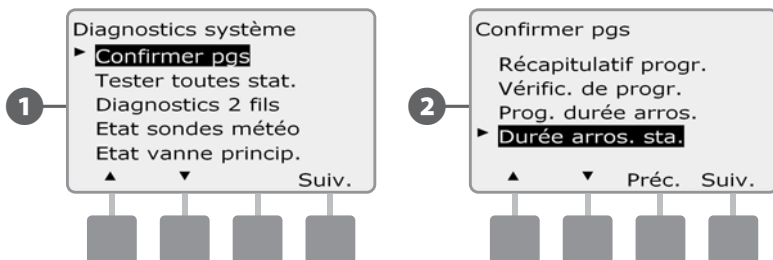 1
Diagnostics système
► Confirmer pgs
Tester toutes stat.
Diagnostics 2 fils
Etat sondes météo
Etat vanne princip.
▲ ▼ Suiv.
2
Confirmer pgs
Récapitulatif progr.
Vérific. de progr.
Prog. durée arros.
► Durée arros. sta.
▲ ▼ Préc. Suiv.